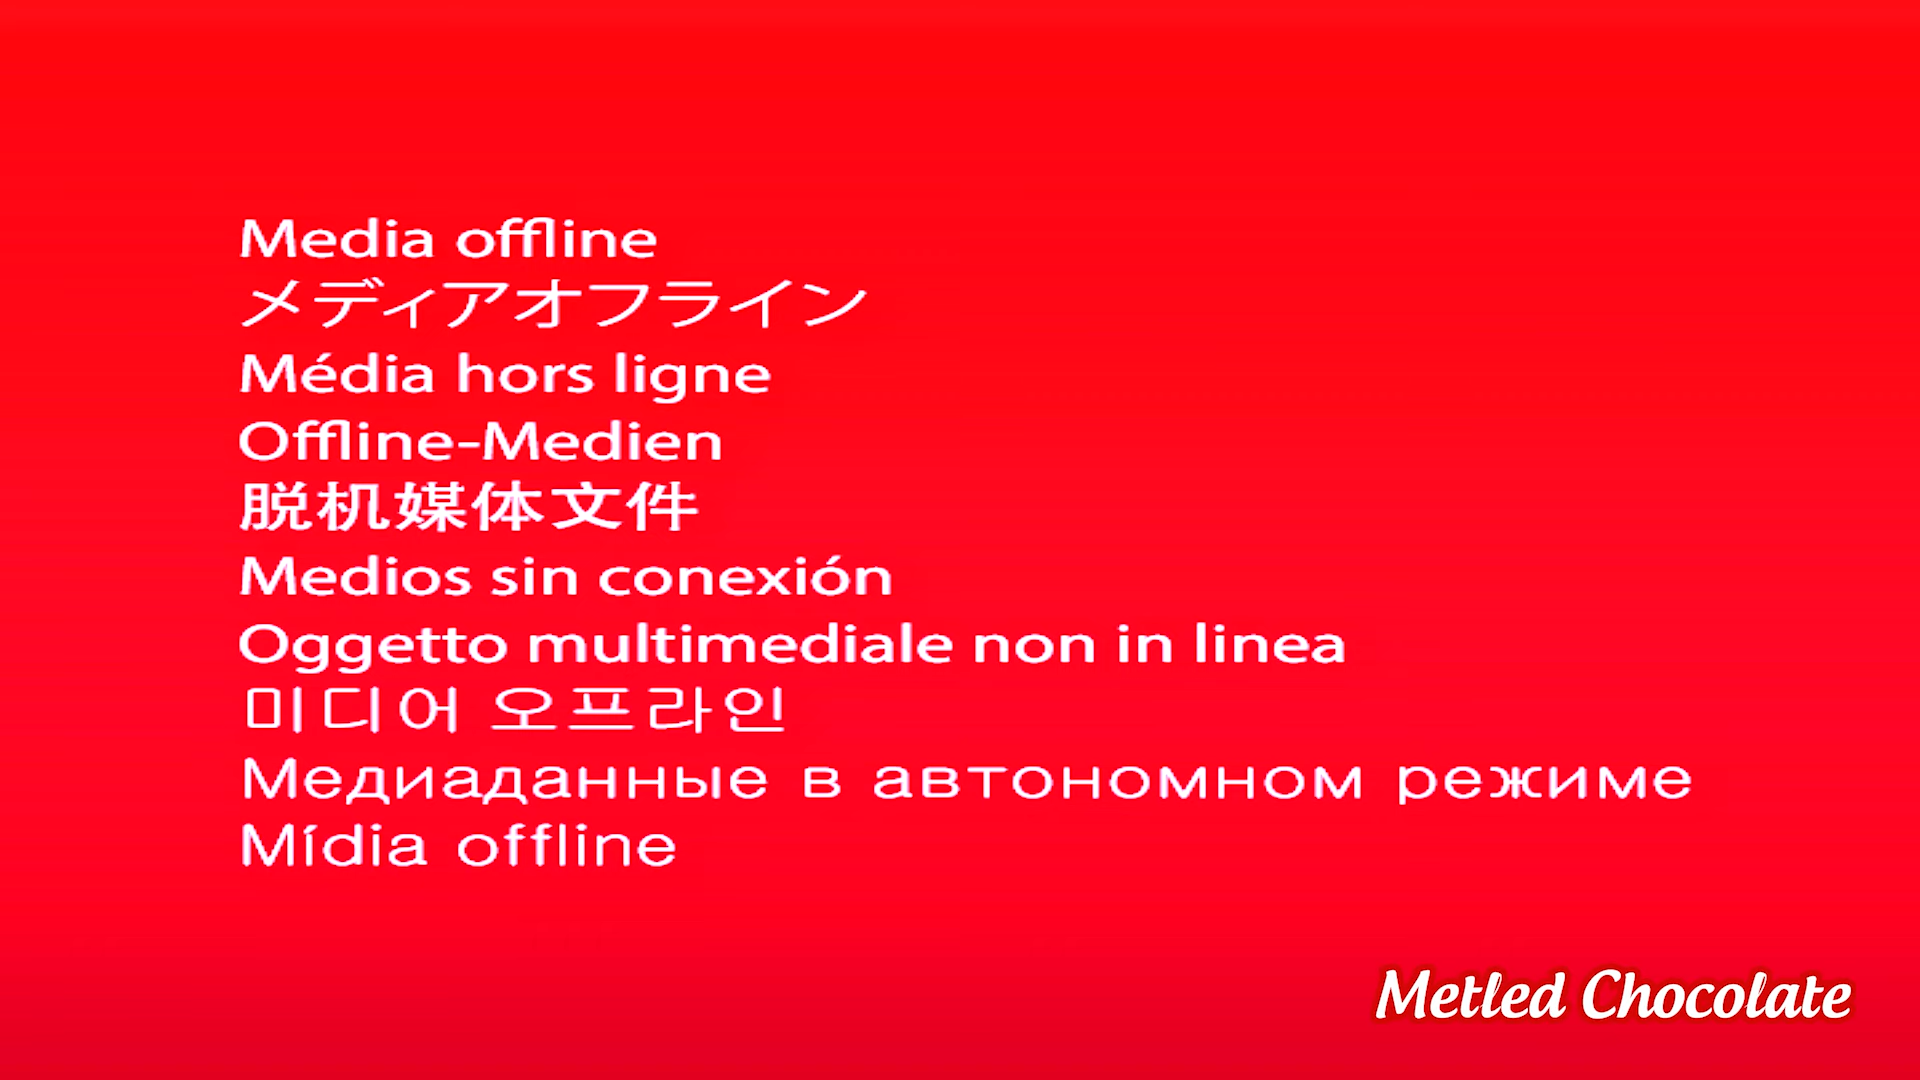 Media offline
メディアオフライン
Média hors ligne
Offline-Medien
脱机媒体文件
Medios sin conexión
Oggetto multimediale non in linea
미디어 오프라인
Медиаданные в автономном режиме
Mídia offline
Metled Chocolate